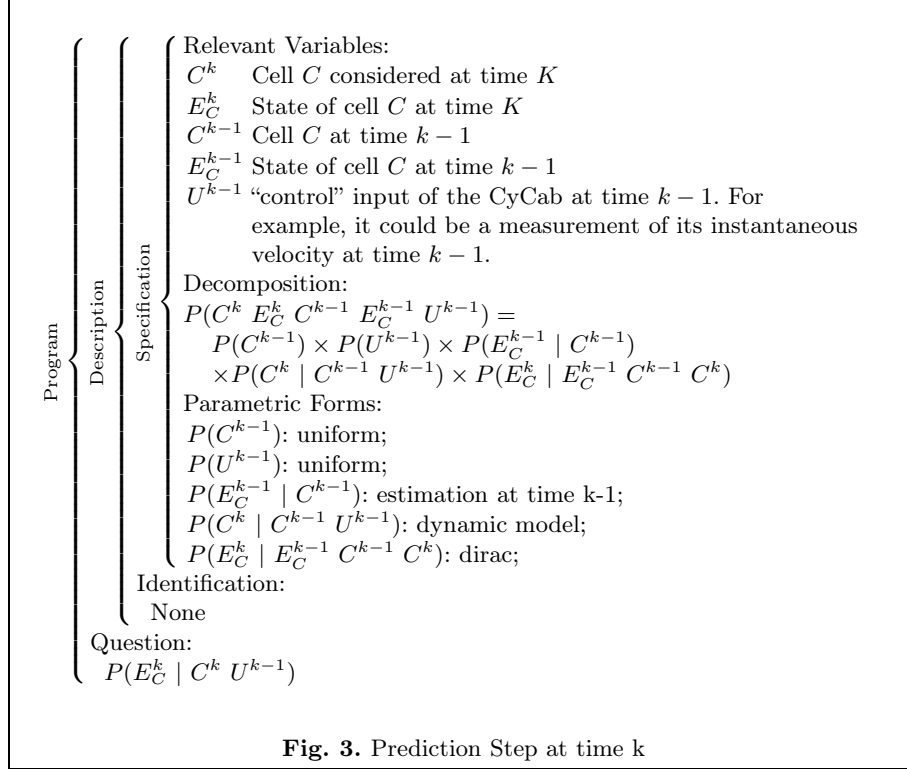 Program
Description
Specification
Relevant Variables:
C^k Cell C considered at time K
E_C^k State of cell C at time K
C^{k−1} Cell C at time k − 1
E_C^{k−1} State of cell C at time k − 1
U^{k−1} “control” input of the CyCab at time k − 1. For
example, it could be a measurement of its instantaneous
velocity at time k − 1.
Decomposition:
P(C^k E_C^k C^{k−1} E_C^{k−1} U^{k−1}) =
P(C^{k−1}) × P(U^{k−1}) × P(E_C^{k−1} | C^{k−1})
×P(C^k | C^{k−1} U^{k−1}) × P(E_C^k | E_C^{k−1} C^{k−1} C^k)
Parametric Forms:
P(C^{k−1}): uniform;
P(U^{k−1}): uniform;
P(E_C^{k−1} | C^{k−1}): estimation at time k-1;
P(C^k | C^{k−1} U^{k−1}): dynamic model;
P(E_C^k | E_C^{k−1} C^{k−1} C^k): dirac;
Identification:
None
Question:
P(E_C^k | C^k U^{k−1})
Fig. 3. Prediction Step at time k